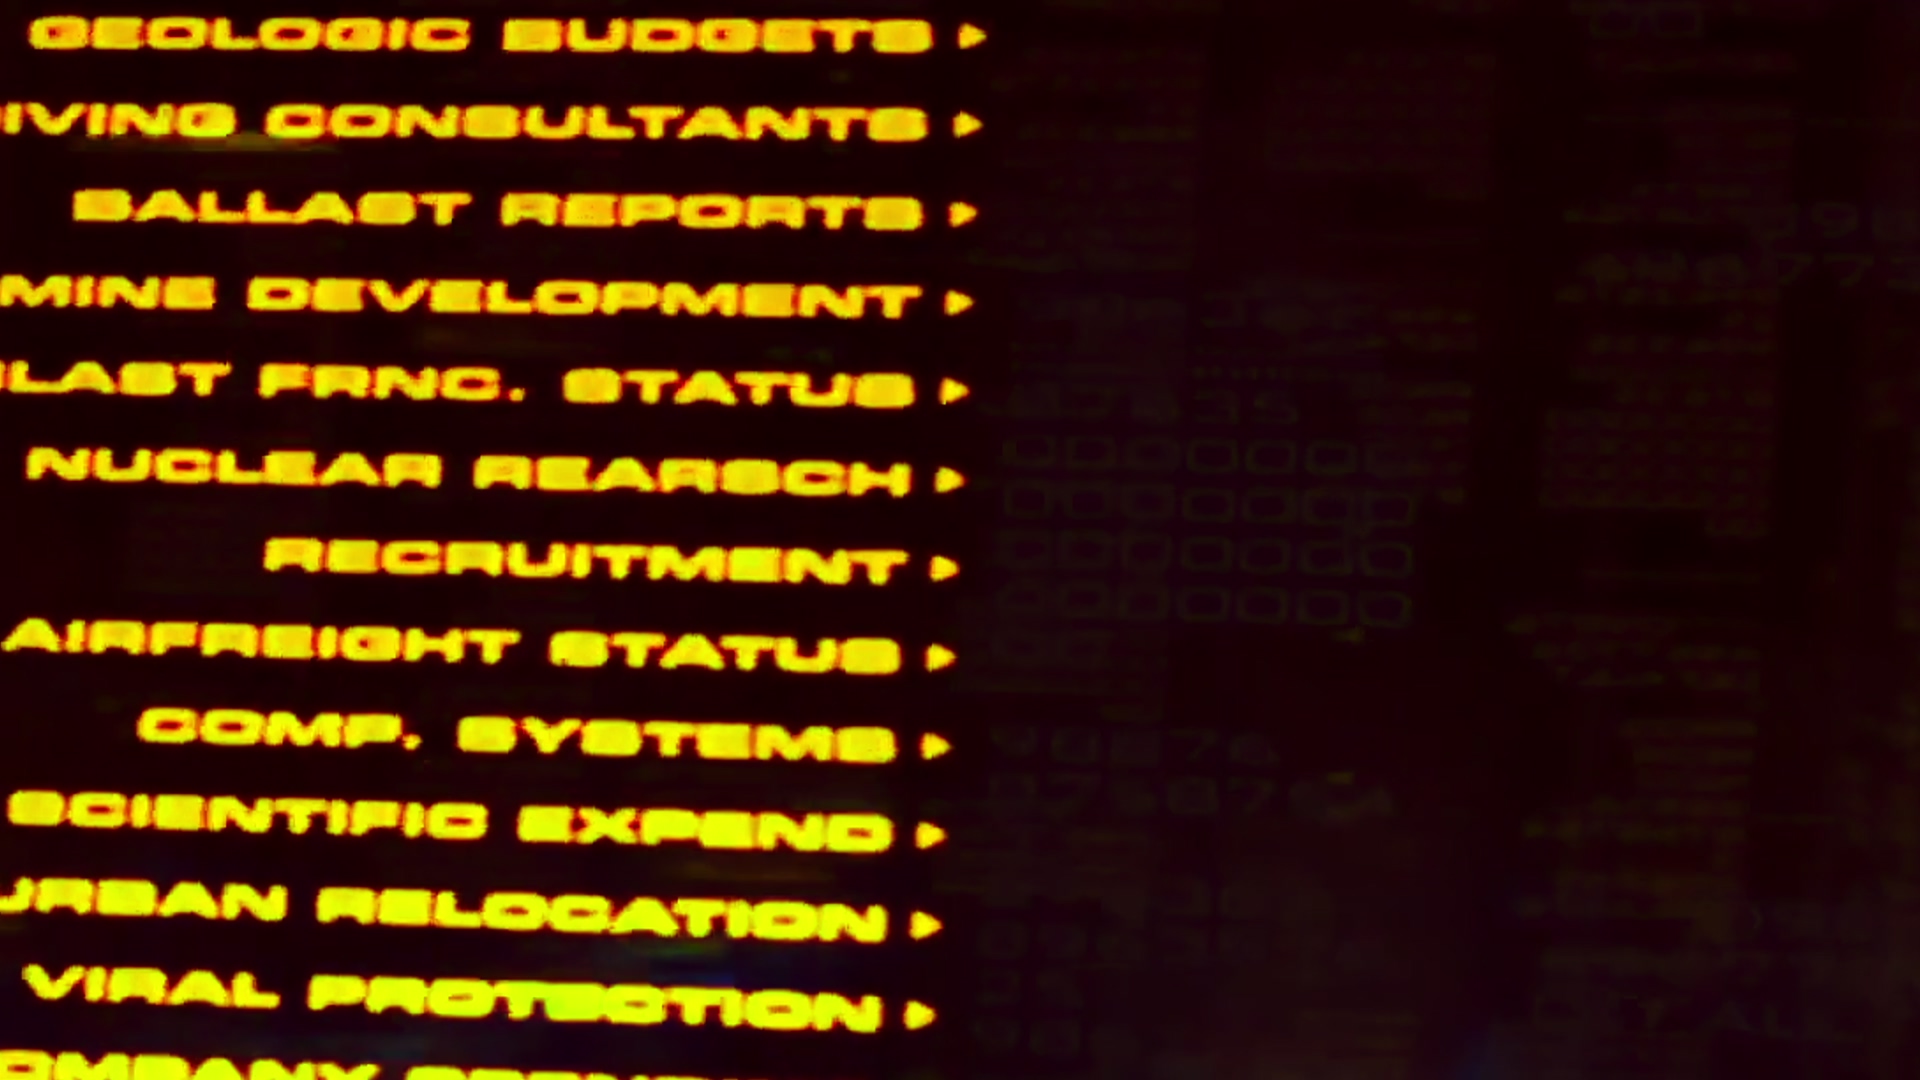 GEOLOGIC BUDGETS
IVING CONSULTANTS
BALLAST REPORTS
MINE DEVELOPMENT
LAST FRNC. STATUS
NUCLEAR REARSCH
RECRUITMENT
AIRFREIGHT STATUS
COMP. SYSTEMS
SCIENTIFIC EXPEND
URBAN RELOCATION
VIRAL PROTECTION
OMPANY